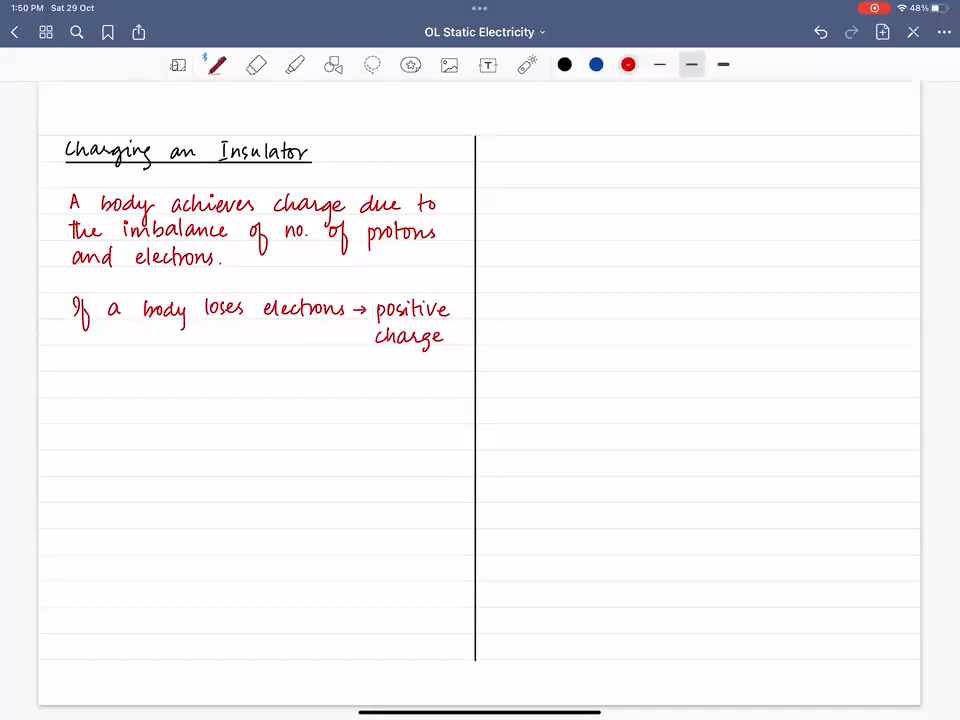 1:50 PM Sat 29 Oct
48%
OL Static Electricity
T
Charging an Insulator
A body achieves charge due to
the imbalance of no. of protons
and electrons.
If a body loses electrons → positive
charge